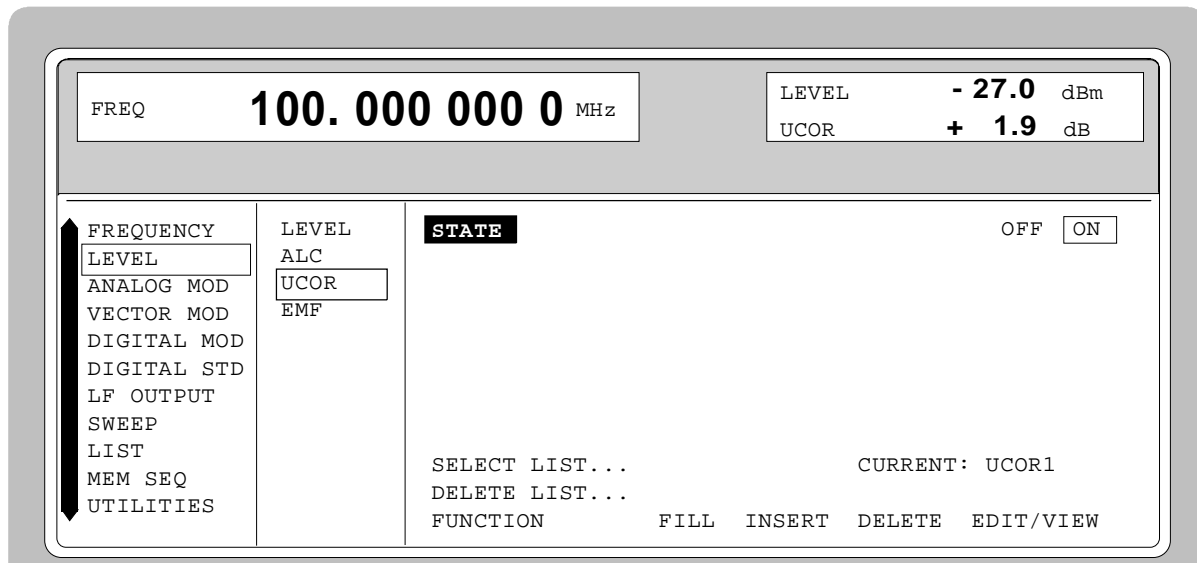 FREQ 100. 000 000 0 MHz
LEVEL - 27.0 dBm
UCOR + 1.9 dB
FREQUENCY
LEVEL
ANALOG MOD
VECTOR MOD
DIGITAL MOD
DIGITAL STD
LF OUTPUT
SWEEP
LIST
MEM SEQ
UTILITIES
LEVEL
ALC
UCOR
EMF
STATE OFF ON
SELECT LIST... CURRENT: UCOR1
DELETE LIST...
FUNCTION FILL INSERT DELETE EDIT/VIEW